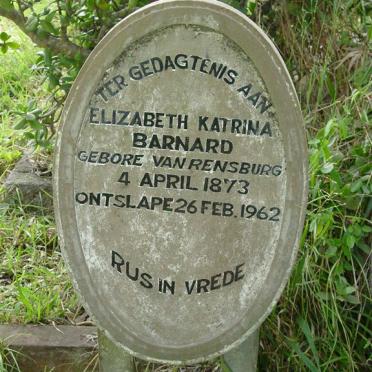 TER GEDAGTENIS AAN
ELIZABETH KATRINA
BARNARD
GEBORE VAN RENSBURG
4 APRIL 1873
ONTSLAPE 26 FEB. 1962
RUS IN VREDE